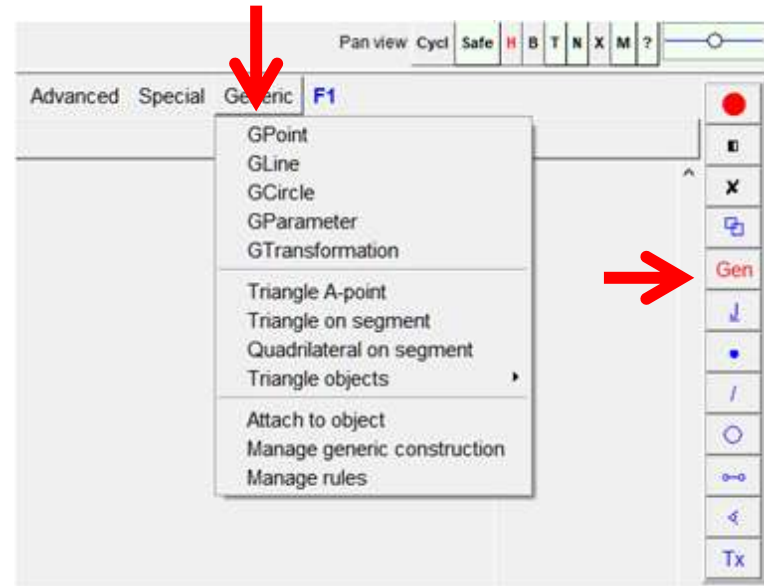 Pan view Cycl Safe H B T N X M ?
Advanced Special Generic F1
GPoint
GLine
GCircle
GParameter
GTransformation
Triangle A-point
Triangle on segment
Quadrilateral on segment
Triangle objects
Attach to object
Manage generic construction
Manage rules
Gen
Tx